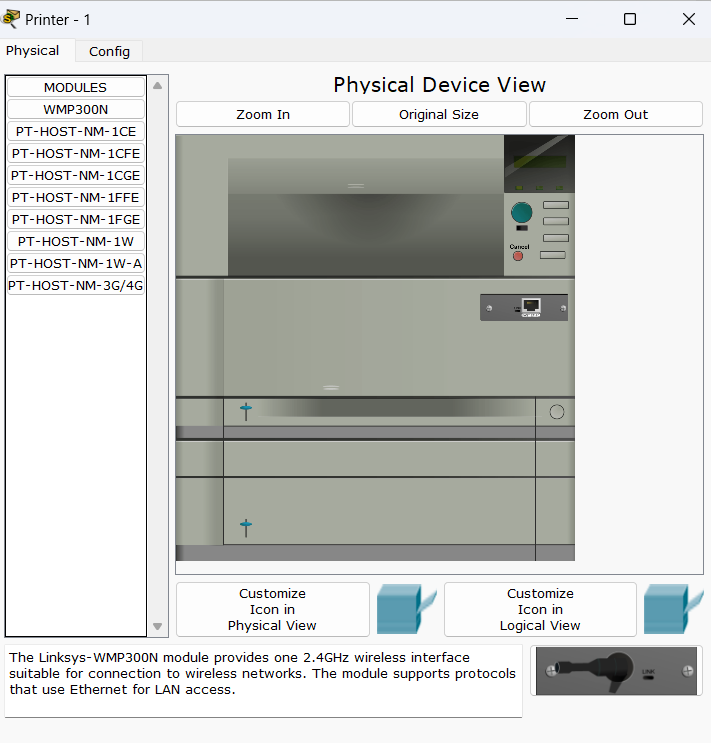 Printer - 1
Physical
Config
MODULES
WMP300N
PT-HOST-NM-1CE
PT-HOST-NM-1CFE
PT-HOST-NM-1CGE
PT-HOST-NM-1FFE
PT-HOST-NM-1FGE
PT-HOST-NM-1W
PT-HOST-NM-1W-A
PT-HOST-NM-3G/4G
Physical Device View
Zoom In
Original Size
Zoom Out
Cancel
Customize
Icon in
Physical View
Customize
Icon in
Logical View
The Linksys-WMP300N module provides one 2.4GHz wireless interface
suitable for connection to wireless networks. The module supports protocols
that use Ethernet for LAN access.
LINK